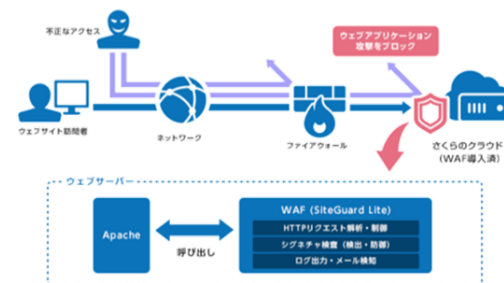 不正なアクセス
ウェブアプリケーション
攻撃をブロック
ウェブサイト訪問者
ネットワーク
ファイアウォール
さくらのクラウド
(WAF導入済)
ウェブサーバー
Apache
呼び出し
WAF (SiteGuard Lite)
HTTPリクエスト解析・制御
シグネチャ検査（検出・防御）
ログ出力・メール検知